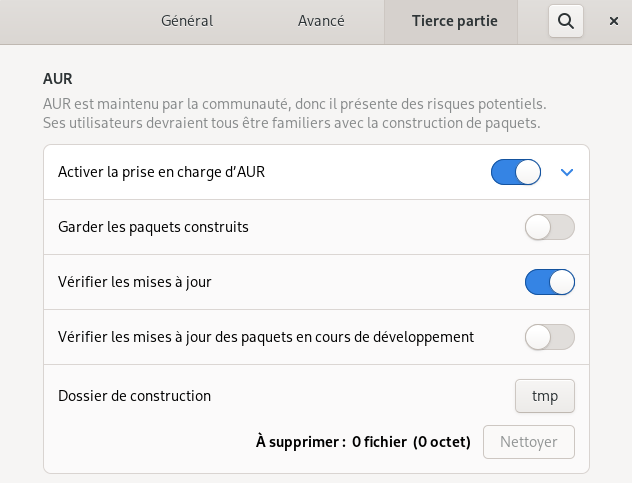 Général Avancé Tierce partie
AUR
AUR est maintenu par la communauté, donc il présente des risques potentiels.
Ses utilisateurs devraient tous être familiers avec la construction de paquets.
Activer la prise en charge d'AUR
Garder les paquets construits
Vérifier les mises à jour
Vérifier les mises à jour des paquets en cours de développement
Dossier de construction tmp
À supprimer : 0 fichier (0 octet) Nettoyer